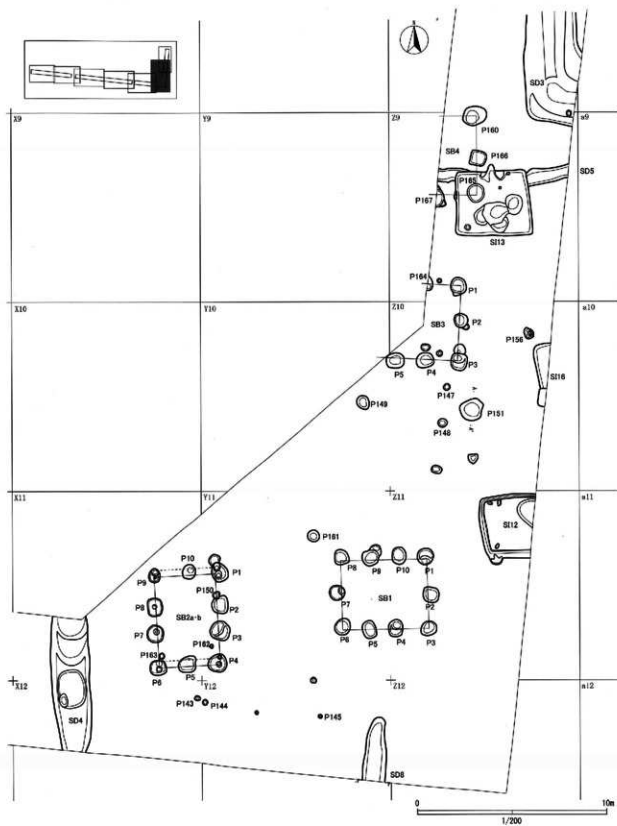 SD3
X9
Y9
Z9
a9
P160
SB4
P166
SD5
P165
P167
SI13
P164
P1
X10
Y10
Z10
a10
SB3
P2
P156
P5
P4
P3
SI16
P147
P149
P151
P148
X11
Y11
Z11
a11
SI12
P161
P10
P1
P8
P9
P10
P1
P9
P150
P8
P2
P7
P2
SB2a·b
SB1
P7
P3
P6
P5
P4
P3
P162
P163
P4
P6
P5
X12
Y12
Z12
a12
SD4
P143
P144
P145
SD8
0
10m
1/200